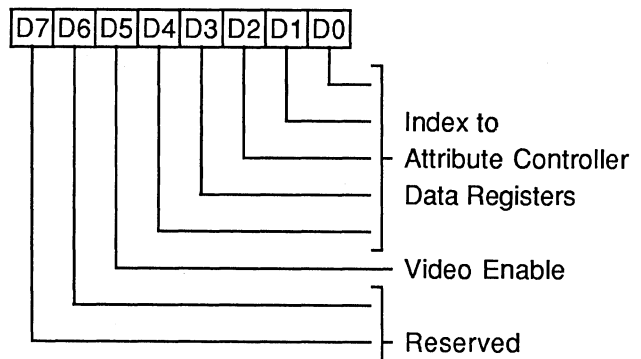 D7 D6 D5 D4 D3 D2 D1 D0
Index to
Attribute Controller
Data Registers
Video Enable
Reserved